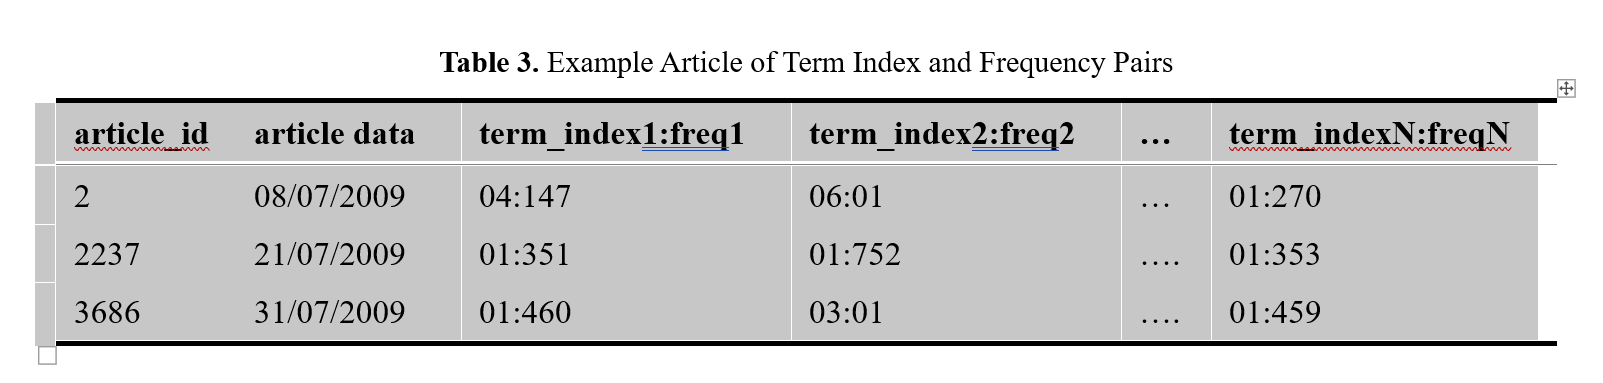 Table 3. Example Article of Term Index and Frequency Pairs
article_id article data term_index1:freq1 term_index2:freq2 … term_indexN:freqN
2 08/07/2009 04:147 06:01 … 01:270
2237 21/07/2009 01:351 01:752 …. 01:353
3686 31/07/2009 01:460 03:01 …. 01:459